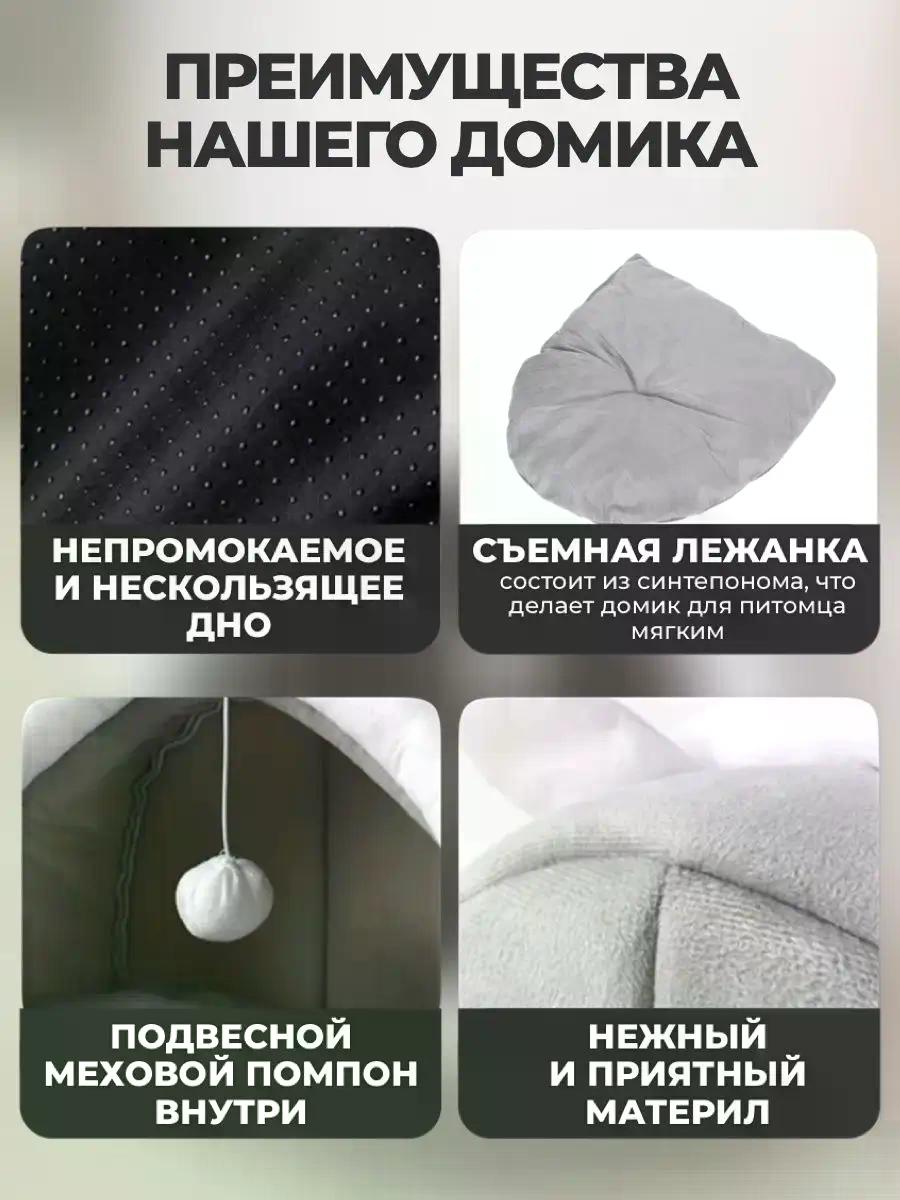 ПРЕИМУЩЕСТВА
НАШЕГО ДОМИКА
НЕПРОМОКАЕМОЕ
И НЕСКОЛЬЗЯЩЕЕ
ДНО
СЪЕМНАЯ ЛЕЖАНКА
состоит из синтепонома, что
делает домик для питомца
мягким
ПОДВЕСНОЙ
МЕХОВОЙ ПОМПОН
ВНУТРИ
НЕЖНЫЙ
И ПРИЯТНЫЙ
МАТЕРИЛ